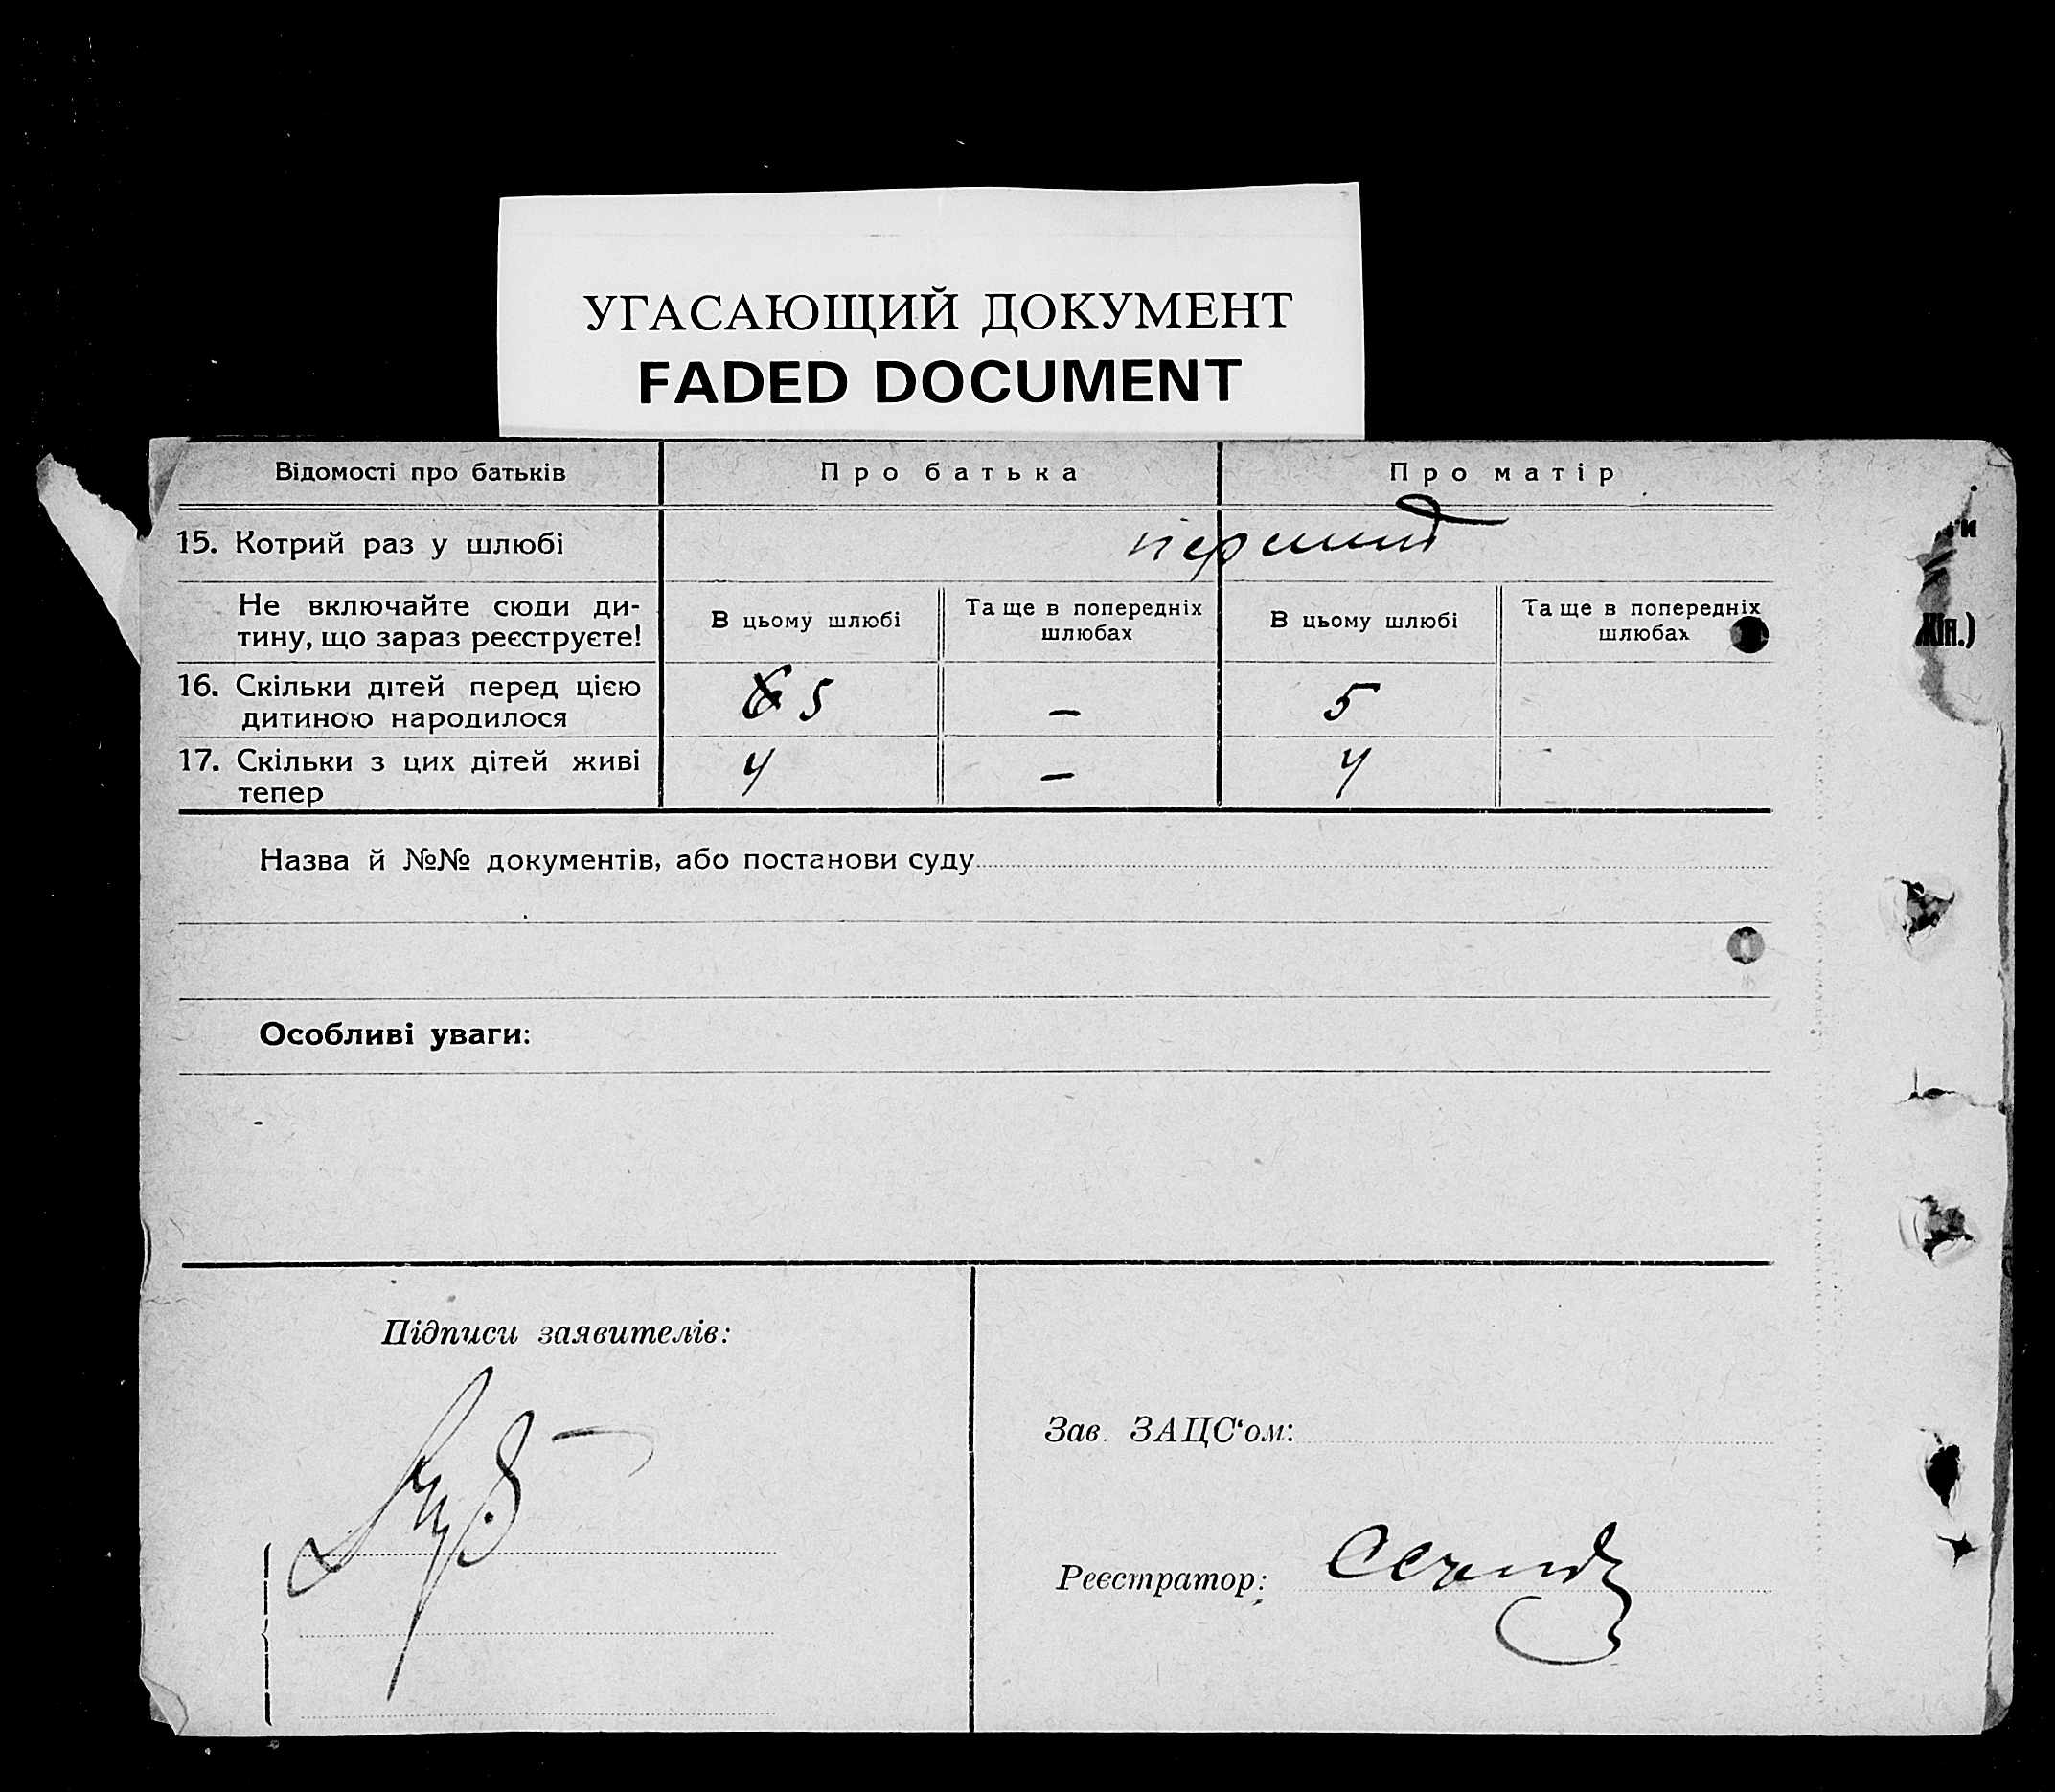 УГАСАЮЩИЙ ДОКУМЕНТ
FADED DOCUMENT
Відомості про батьків Про батька Про матір
15. Котрий раз у шлюбі перший
Не включайте сюди ди-
тину, що зараз реєструєте!
В цьому шлюбі
Та ще в попередніх
шлюбах
В цьому шлюбі
Та ще в попередніх
шлюбах
16. Скільки дітей перед цією
дитиною народилося
5 – 5
17. Скільки з цих дітей живі
тепер
4 – 4
Назва й №№ документів, або постанови суду
Особливі уваги:
Підписи заявителів:
Зав. ЗАЦС‘ом:
Реєстратор: